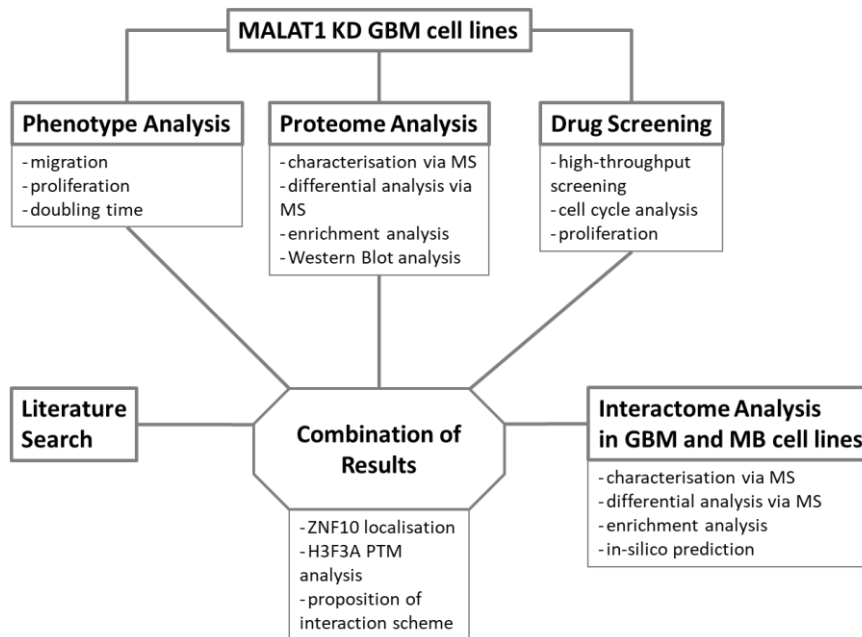 MALAT1 KD GBM cell lines
Phenotype Analysis
-migration
-proliferation
-doubling time
Proteome Analysis
-characterisation via MS
-differential analysis via
MS
-enrichment analysis
-Western Blot analysis
Drug Screening
-high-throughput
screening
-cell cycle analysis
-proliferation
Literature
Search
Combination of
Results
-ZNF10 localisation
-H3F3A PTM
analysis
-proposition of
interaction scheme
Interactome Analysis
in GBM and MB cell lines
-characterisation via MS
-differential analysis via MS
-enrichment analysis
-in-silico prediction